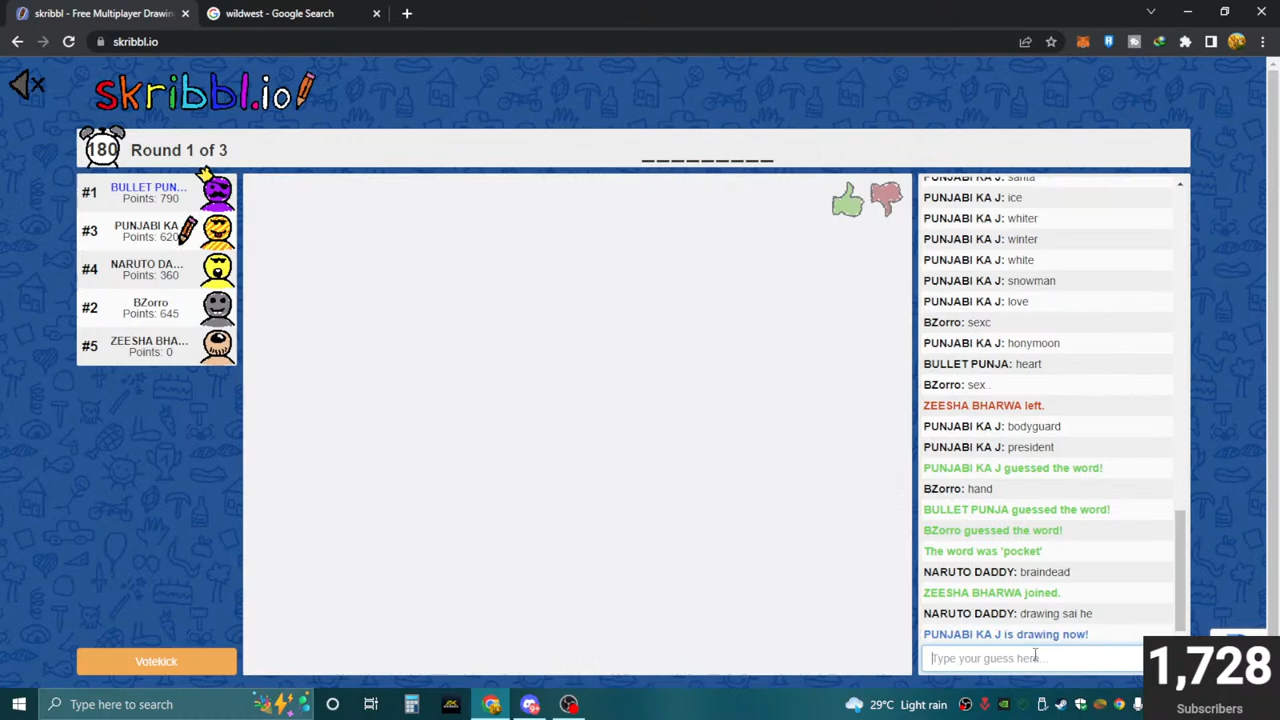 skribbl - Free Multiplayer Drawin
wildwest - Google Search
skribbl.io
skribbl.io
180
Round 1 of 3
_ _ _ _ _ _ _ _ _
#1
BULLET PUN...
Points: 790
#3
PUNJABI KA
Points: 620
#4
NARUTO DA...
Points: 360
#2
BZorro
Points: 645
#5
ZEESHA BHA...
Points: 0
Votekick
PUNJABI KA J: santa
PUNJABI KA J: ice
PUNJABI KA J: whiter
PUNJABI KA J: winter
PUNJABI KA J: white
PUNJABI KA J: snowman
PUNJABI KA J: love
BZorro: sexc
PUNJABI KA J: honymoon
BULLET PUNJA: heart
BZorro: sex..
ZEESHA BHARWA left.
PUNJABI KA J: bodyguard
PUNJABI KA J: president
PUNJABI KA J guessed the word!
BZorro: hand
BULLET PUNJA guessed the word!
BZorro guessed the word!
The word was 'pocket'
NARUTO DADDY: braindead
ZEESHA BHARWA joined.
NARUTO DADDY: drawing sai he
PUNJABI KA J is drawing now!
Type your guess here...
1,728
Subscribers
Type here to search
29°C Light rain